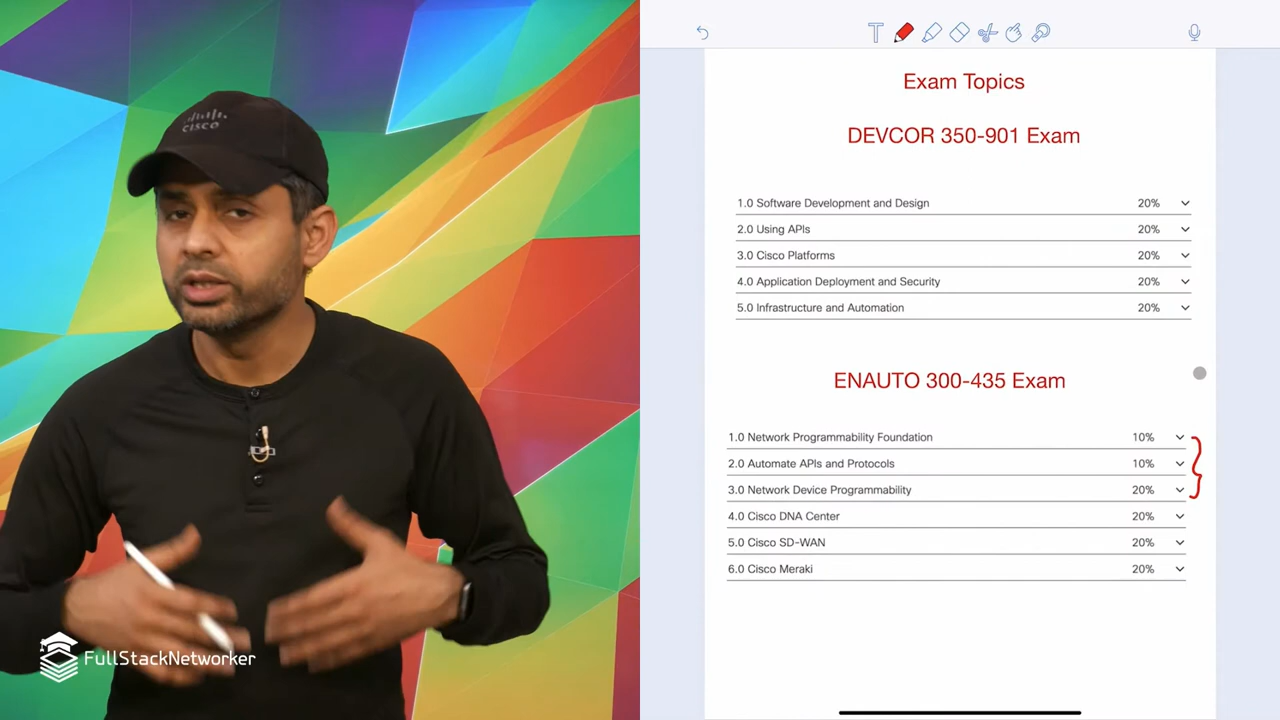 CISCO
FullStackNetworker
T
Exam Topics
DEVCOR 350-901 Exam
1.0 Software Development and Design 20%
2.0 Using APIs 20%
3.0 Cisco Platforms 20%
4.0 Application Deployment and Security 20%
5.0 Infrastructure and Automation 20%
ENAUTO 300-435 Exam
1.0 Network Programmability Foundation 10%
2.0 Automate APIs and Protocols 10%
3.0 Network Device Programmability 20%
4.0 Cisco DNA Center 20%
5.0 Cisco SD-WAN 20%
6.0 Cisco Meraki 20%